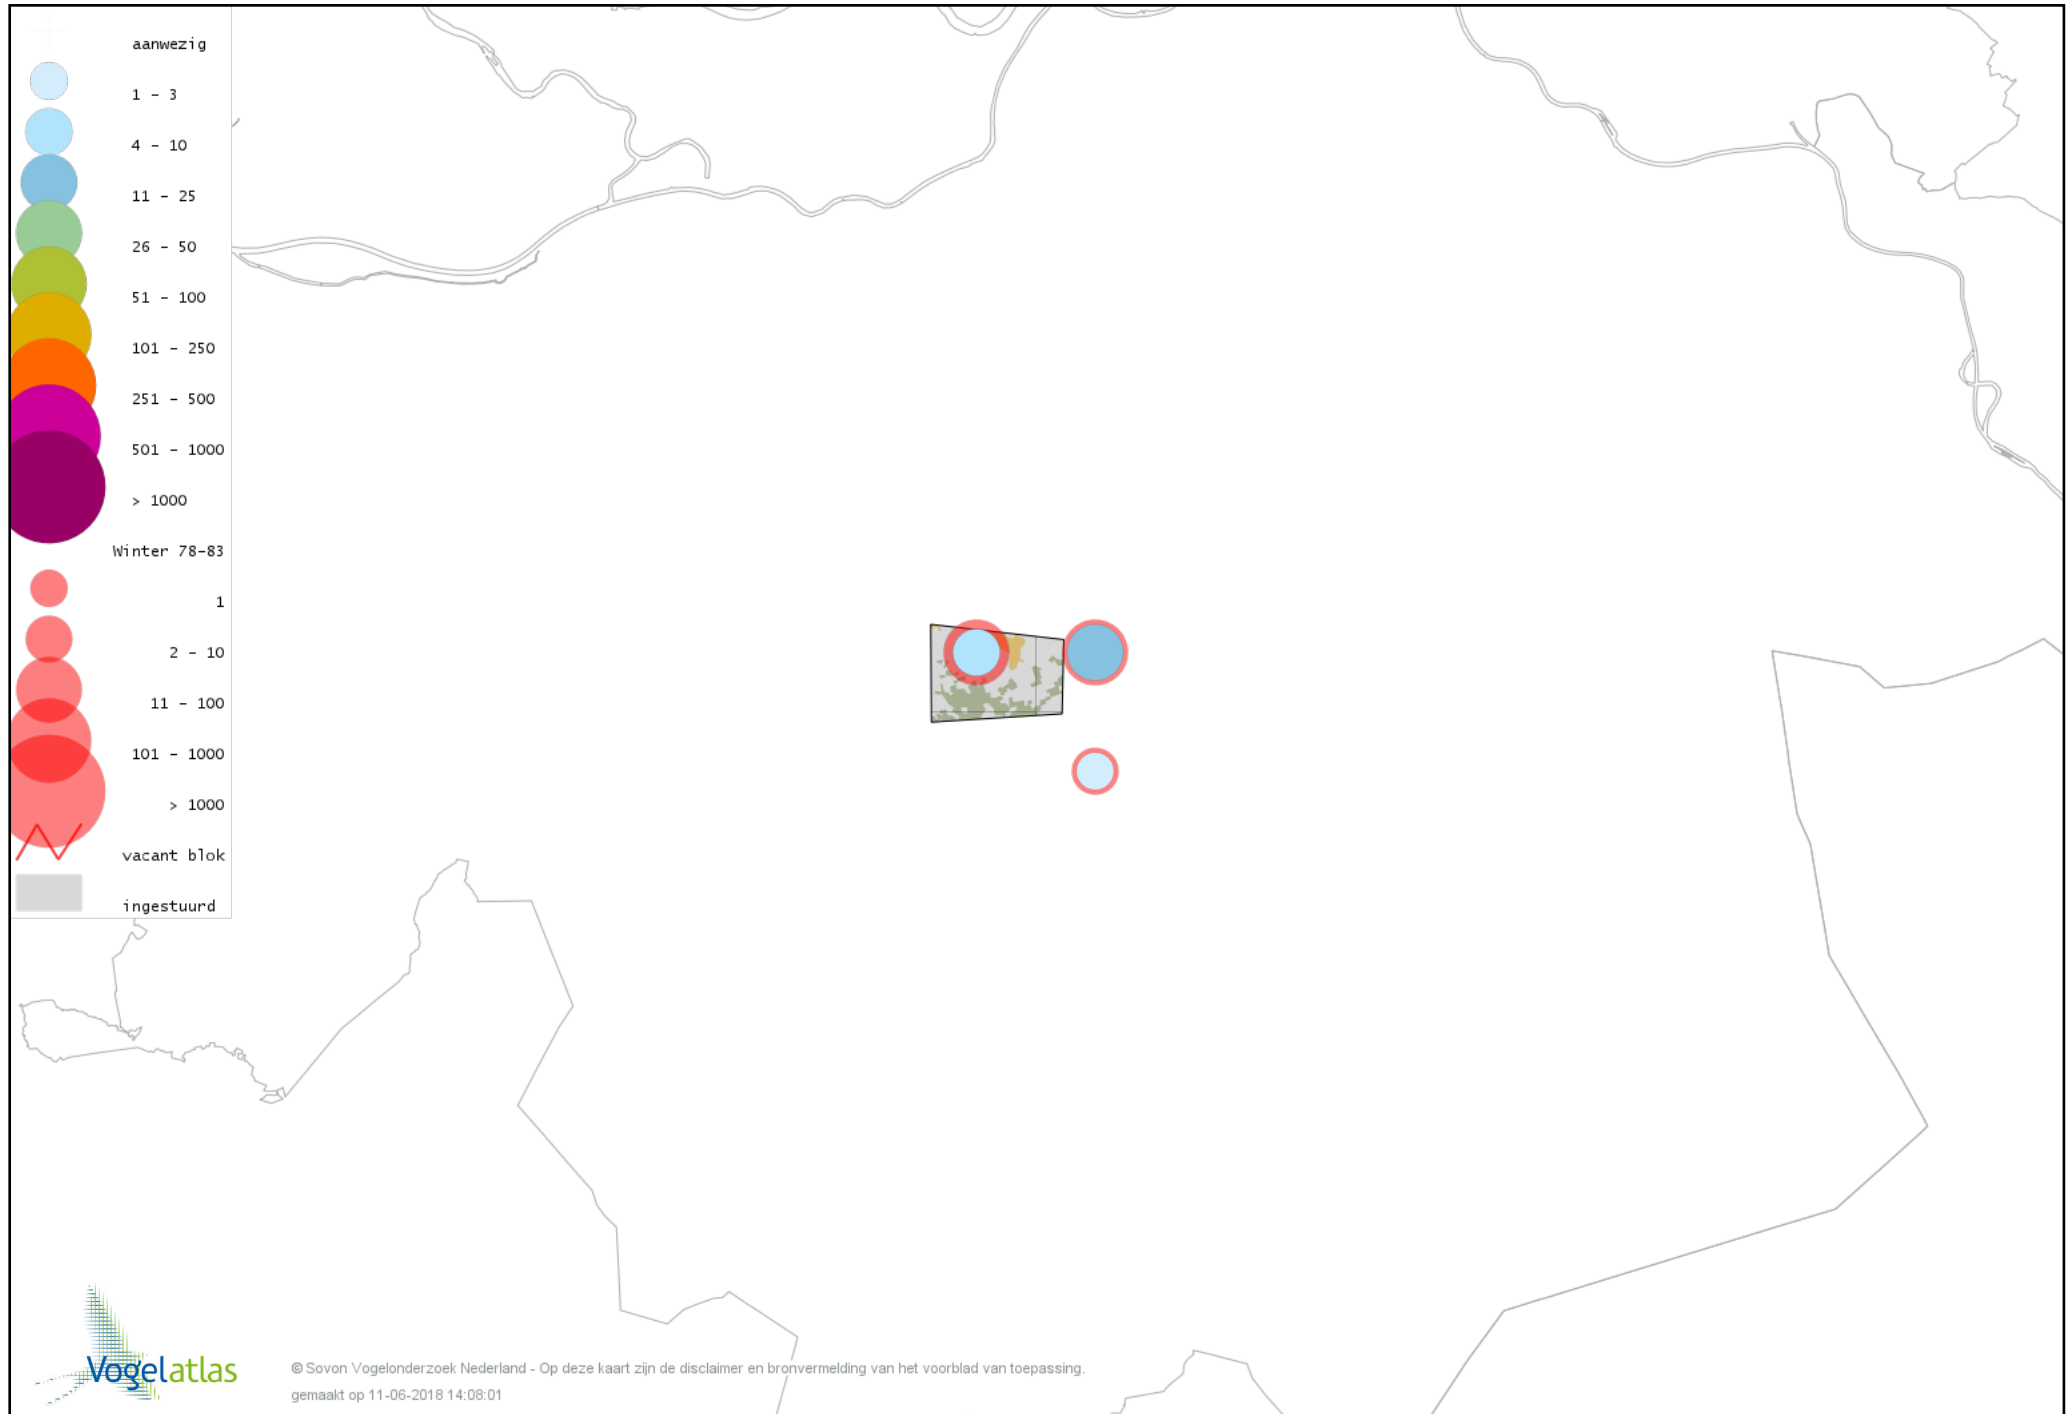 aanwezig
1 - 3
4 - 10
11 - 25
26 - 50
51 - 100
101 - 250
251 - 500
501 - 1000
> 1000
Winter 78-83
1
2 - 10
11 - 100
101 - 1000
> 1000
vacant blok
ingestuurd
Vogelatlas
© Sovon Vogelonderzoek Nederland - Op deze kaart zijn de disclaimer en bronvermelding van het voorblad van toepassing.
gemaakt op 11-06-2018 14:08:01